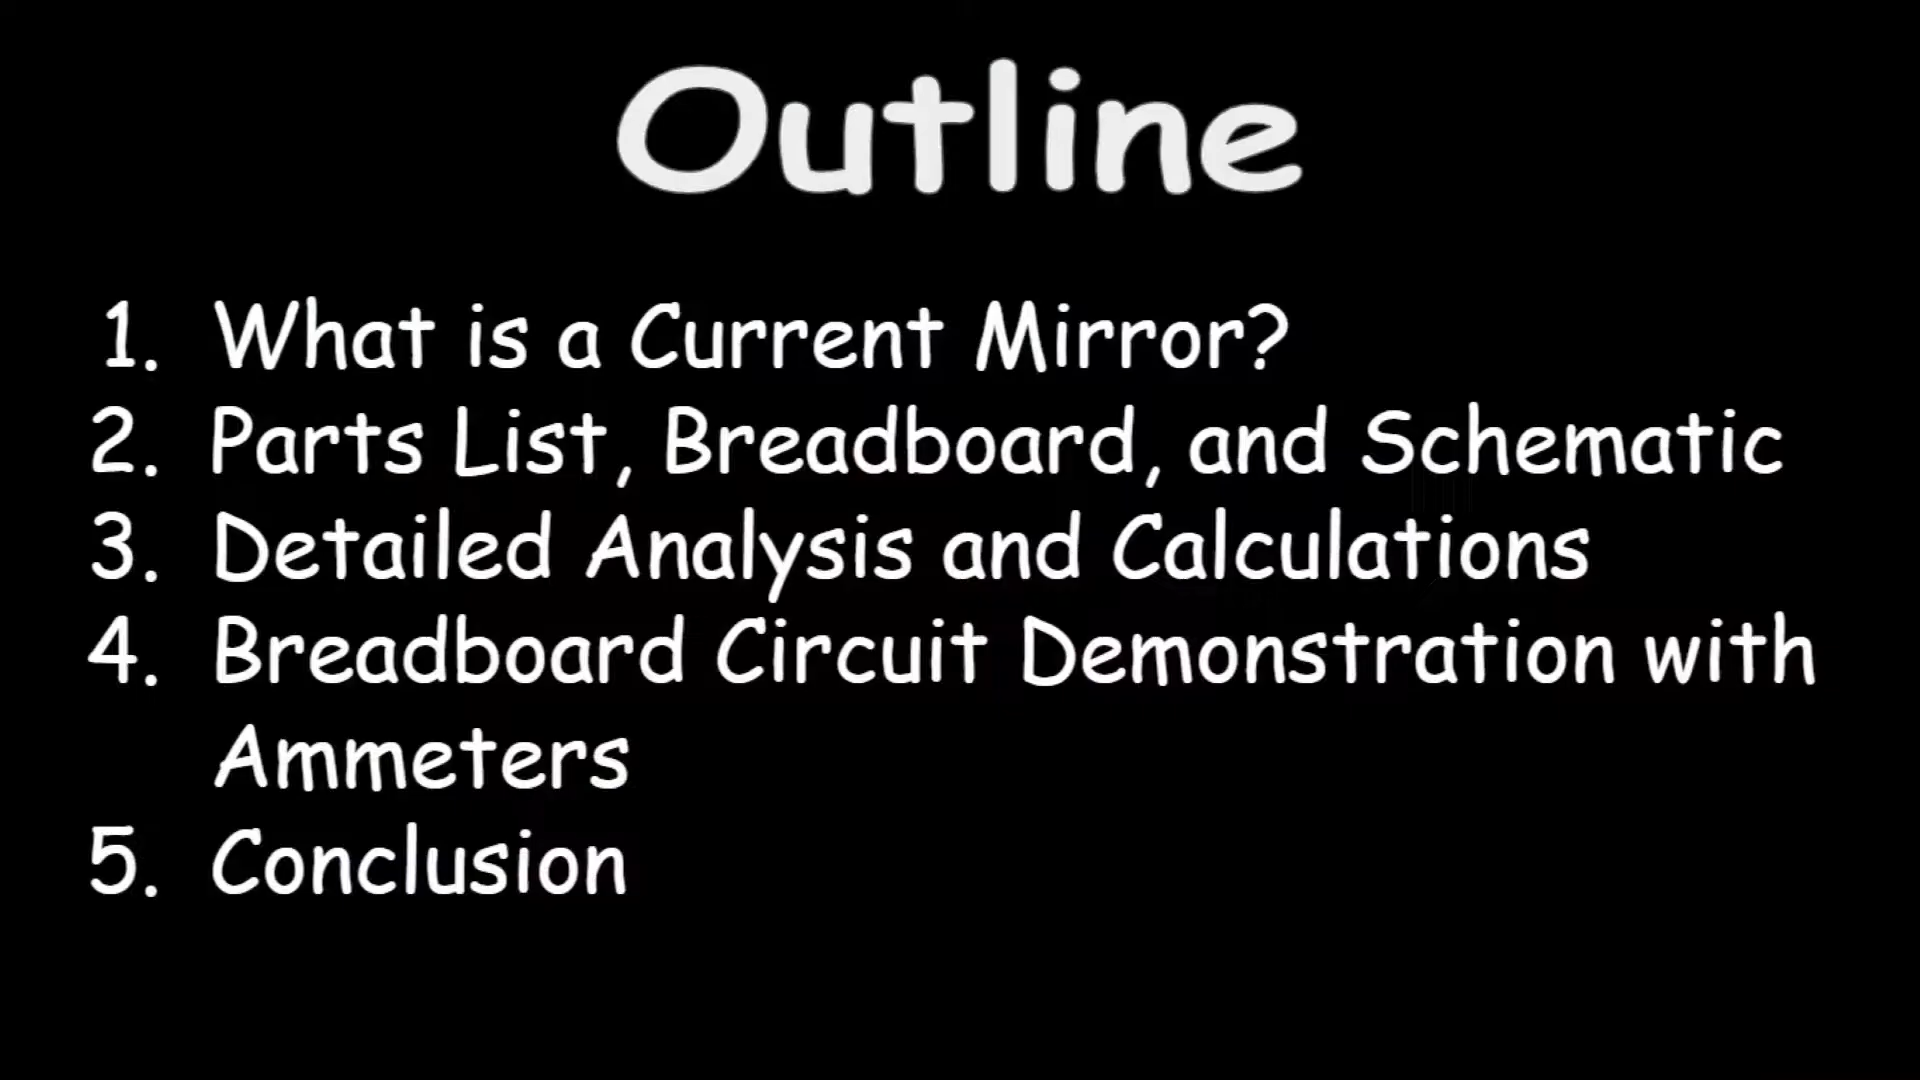 Outline
1. What is a Current Mirror?
2. Parts List, Breadboard, and Schematic
3. Detailed Analysis and Calculations
4. Breadboard Circuit Demonstration with
Ammeters
5. Conclusion